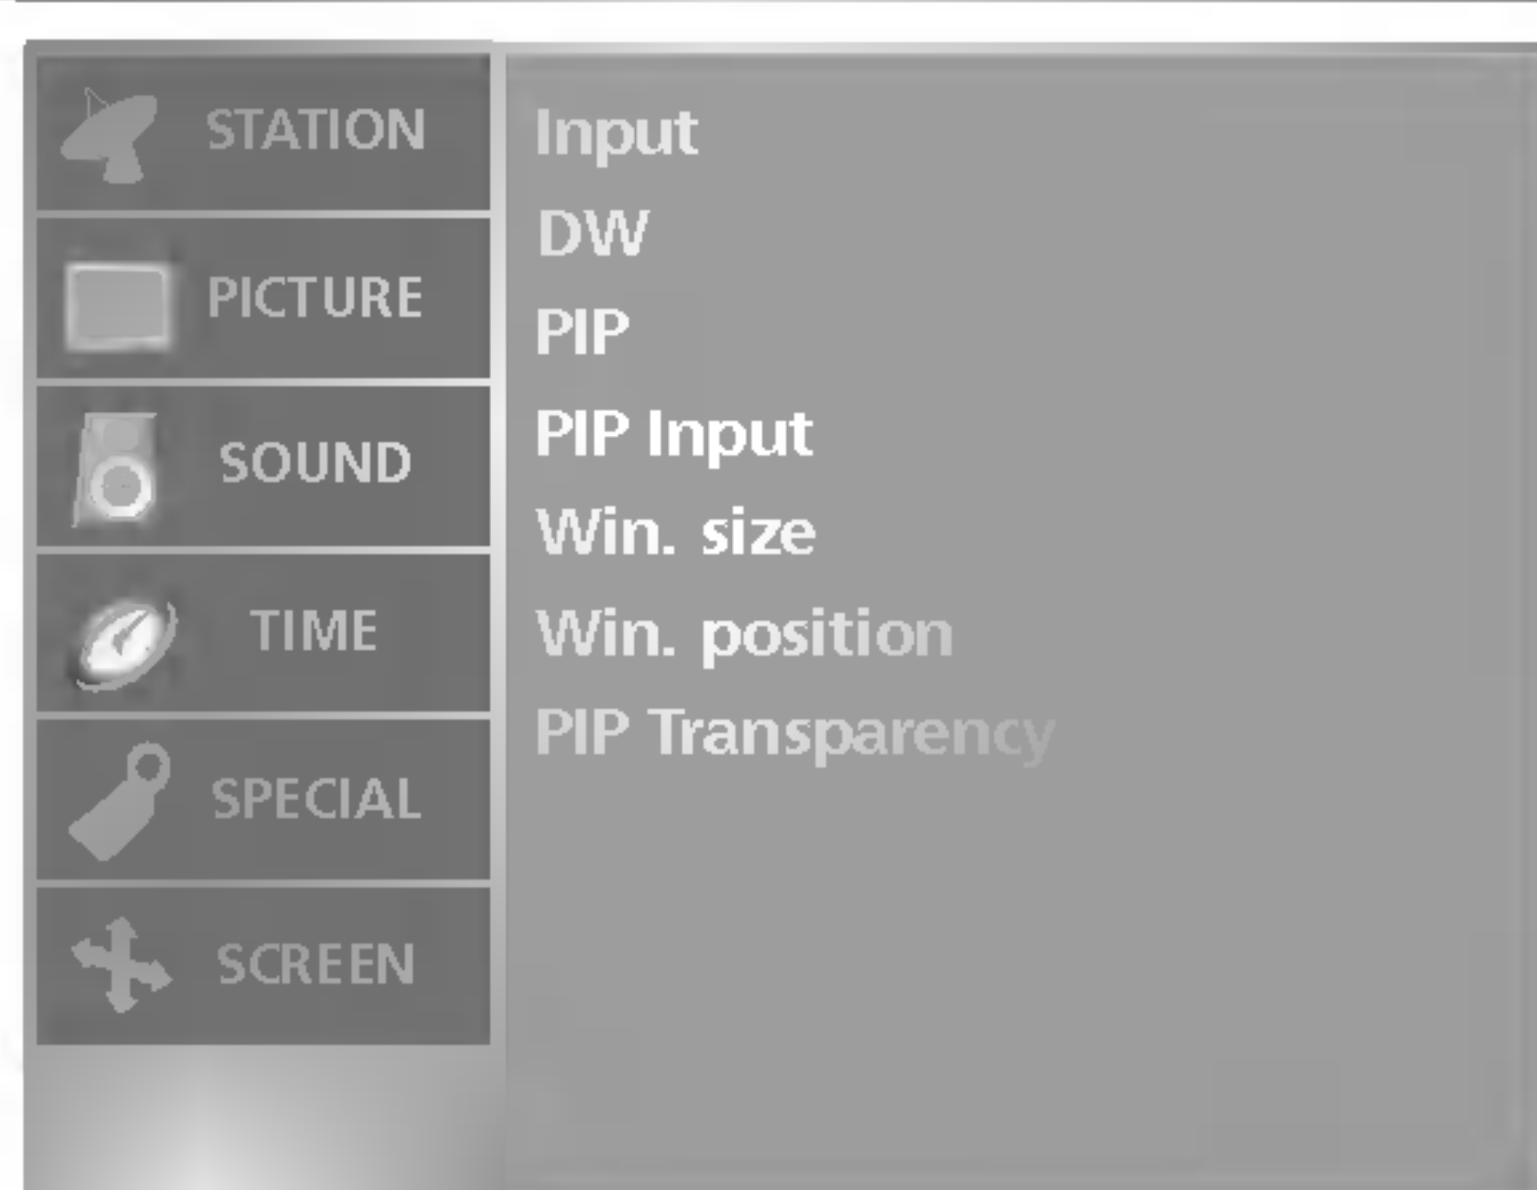 STATION
PICTURE
SOUND
TIME
SPECIAL
SCREEN
Input
DW
PIP
PIP Input
Win. size
Win. position
PIP Transparency